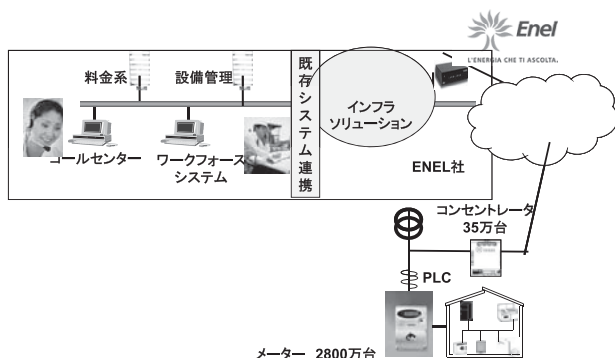 Enel
L'ENERGIA CHE TI ASCOLTA.
料金系
設備管理
既存システム連携
インフラ
ソリューション
コールセンター
ワークフォース
システム
ENEL社
コンセントレータ
35万台
PLC
メーター 2800万台